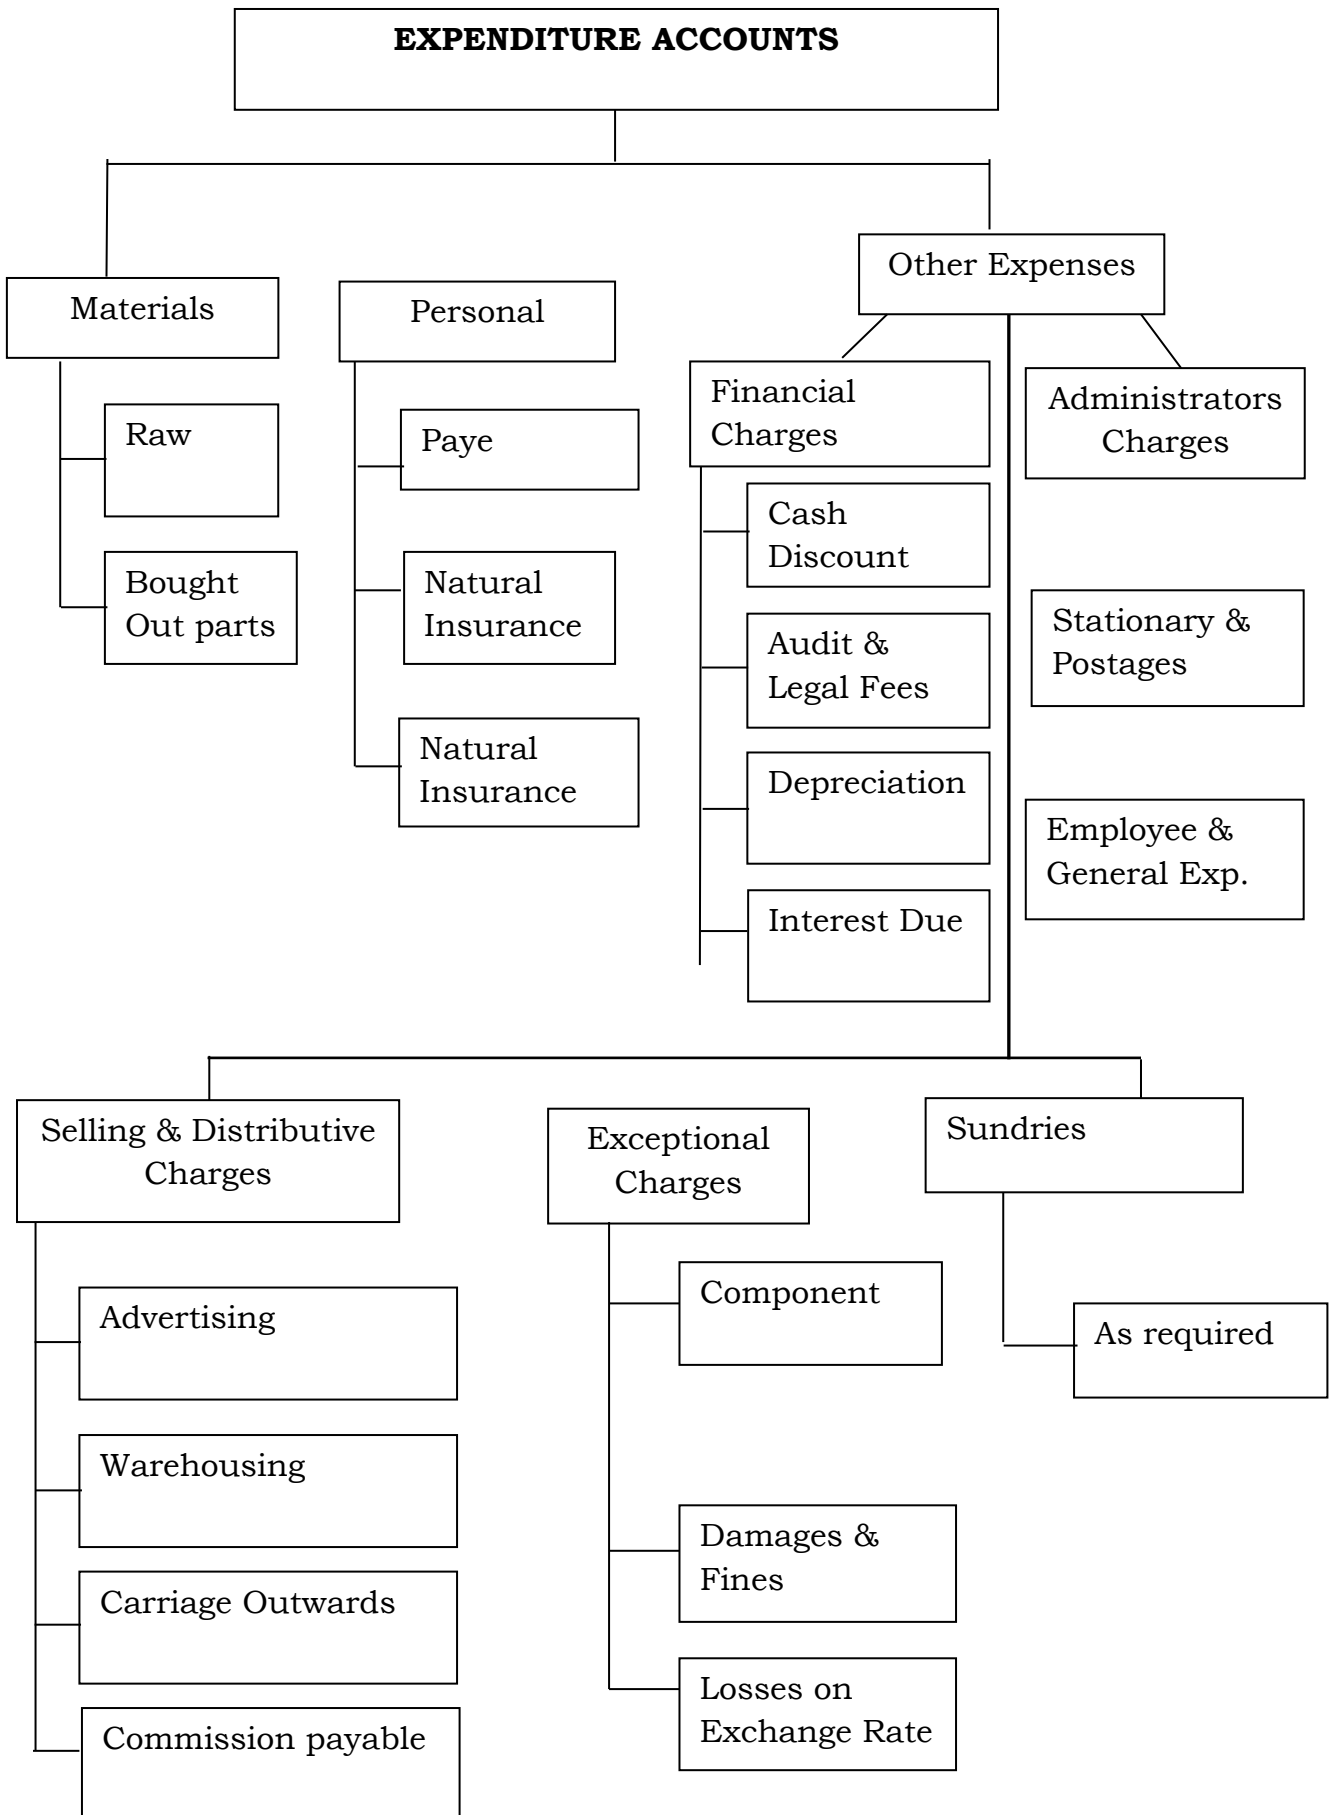 EXPENDITURE ACCOUNTS
Materials
Raw
Bought
Out parts
Personal
Paye
Natural
Insurance
Natural
Insurance
Other Expenses
Financial
Charges
Cash
Discount
Audit &
Legal Fees
Depreciation
Interest Due
Administrators
Charges
Stationary &
Postages
Employee &
General Exp.
Selling & Distributive
Charges
Advertising
Warehousing
Carriage Outwards
Commission payable
Exceptional
Charges
Component
Damages &
Fines
Losses on
Exchange Rate
Sundries
As required